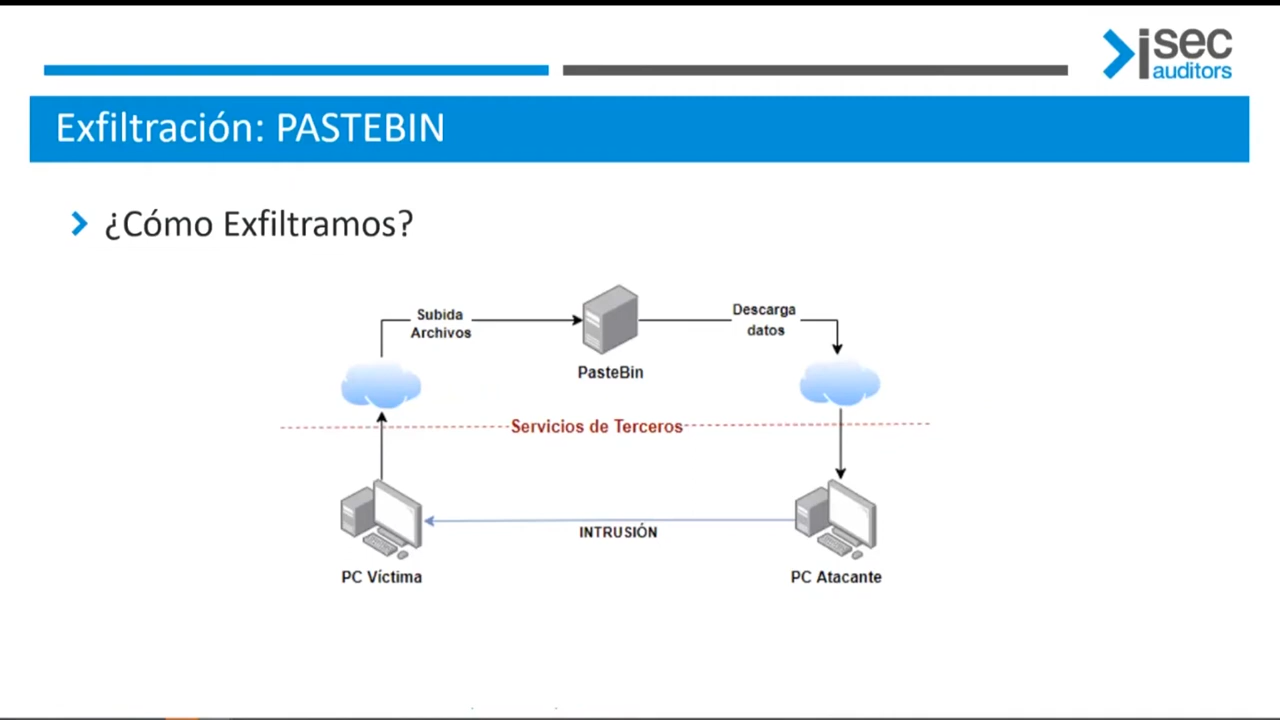 isec
auditors
Exfiltración: PASTEBIN
¿Cómo Exfiltramos?
Subida
Archivos
Descarga
datos
PasteBin
Servicios de Terceros
INTRUSIÓN
PC Víctima
PC Atacante